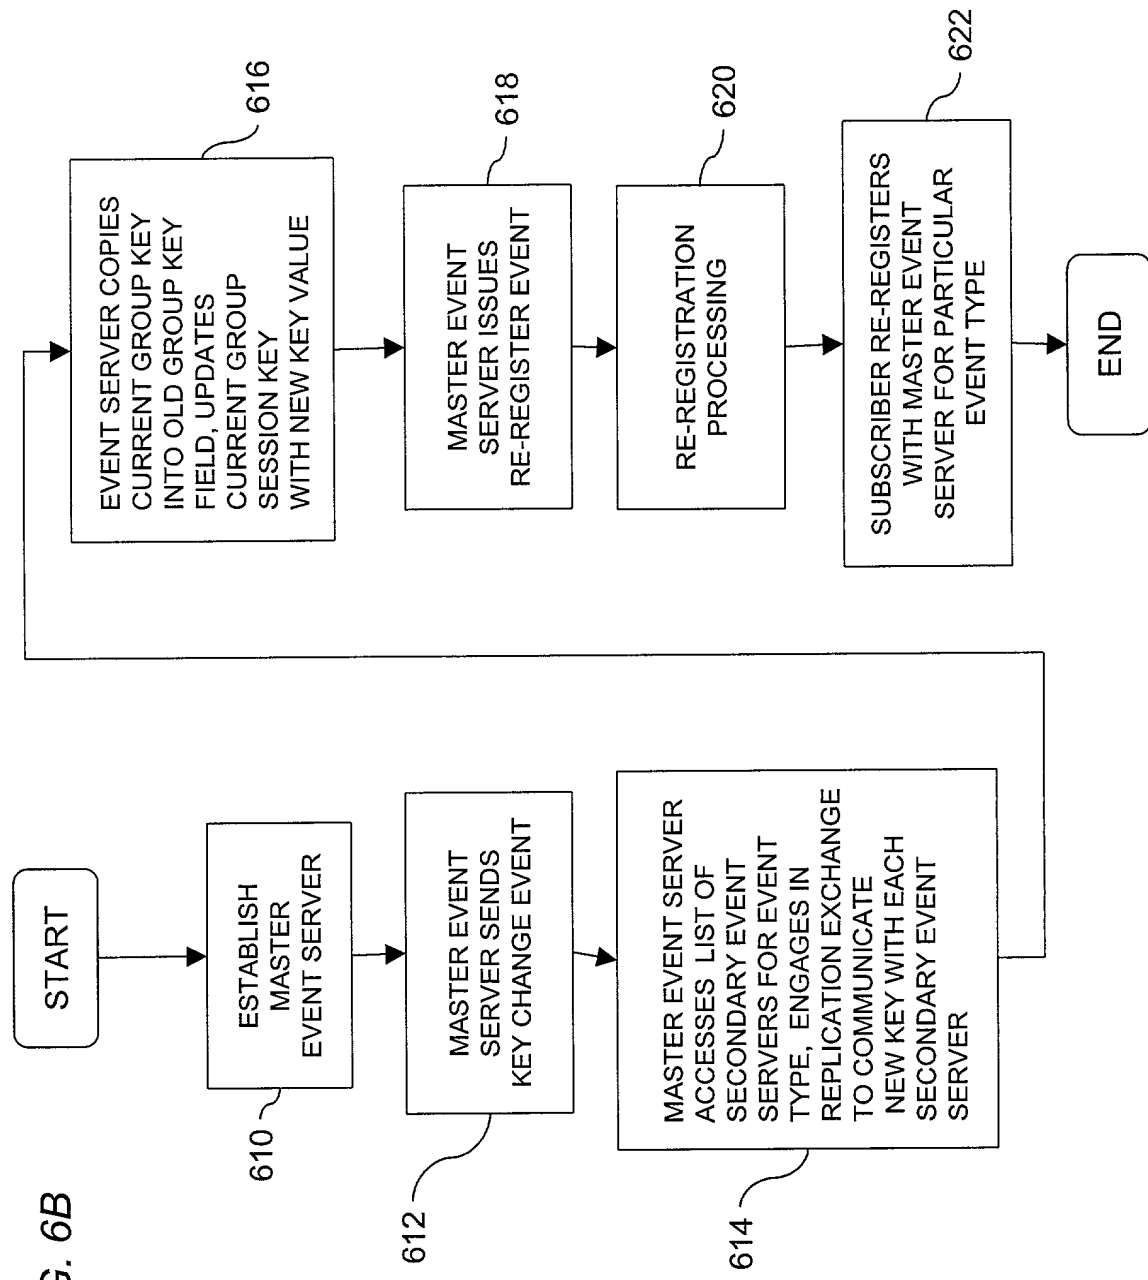 G. 6B
START
ESTABLISH
MASTER
EVENT SERVER
610
MASTER EVENT
SERVER SENDS
KEY CHANGE EVENT
612
MASTER EVENT SERVER
ACCESSES LIST OF
SECONDARY EVENT
SERVERS FOR EVENT
TYPE, ENGAGES IN
REPLICATION EXCHANGE
TO COMMUNICATE
NEW KEY WITH EACH
SECONDARY EVENT
SERVER
614
EVENT SERVER COPIES
CURRENT GROUP KEY
INTO OLD GROUP KEY
FIELD, UPDATES
CURRENT GROUP
SESSION KEY
WITH NEW KEY VALUE
616
MASTER EVENT
SERVER ISSUES
RE-REGISTER EVENT
618
RE-REGISTRATION
PROCESSING
620
SUBSCRIBER RE-REGISTERS
WITH MASTER EVENT
SERVER FOR PARTICULAR
EVENT TYPE
622
END